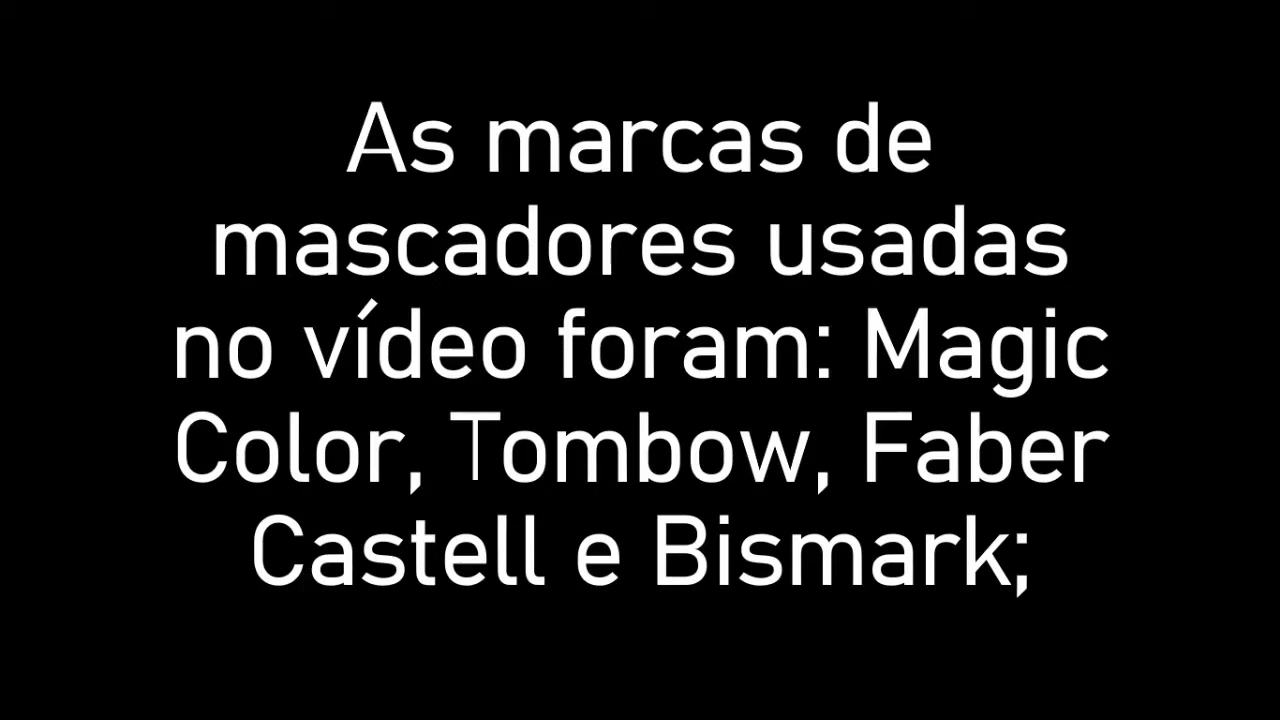 As marcas de
mascadores usadas
no vídeo foram: Magic
Color, Tombow, Faber
Castell e Bismark;